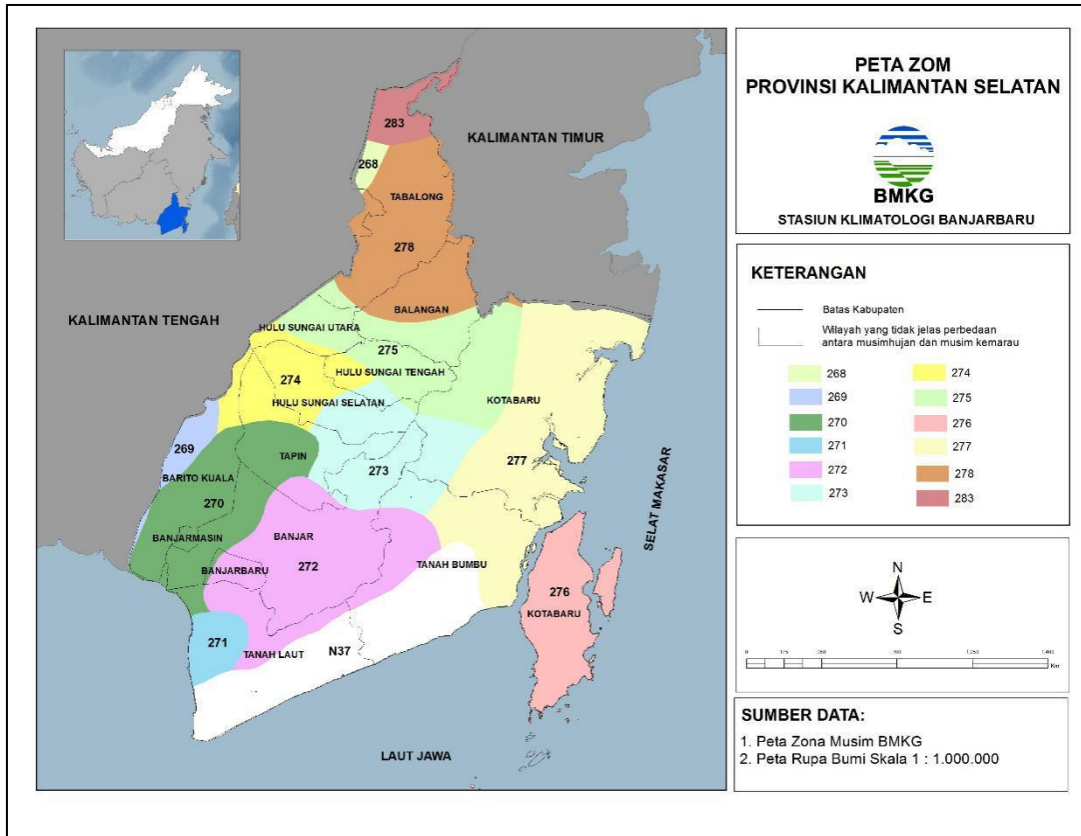 PETA ZOM
PROVINSI KALIMANTAN SELATAN
BMKG
STASIUN KLIMATOLOGI BANJARBARU
KETERANGAN
Batas Kabupaten
Wilayah yang tidak jelas perbedaan
antara musimhujan dan musim kemarau
268
269
270
271
272
273
274
275
276
277
278
283
N
W E
S
Km
SUMBER DATA:
1. Peta Zona Musim BMKG
2. Peta Rupa Bumi Skala 1 : 1.000.000
283
KALIMANTAN TIMUR
268
TABALONG
278
BALANGAN
KALIMANTAN TENGAH
HULU SUNGAI UTARA
275
HULU SUNGAI TENGAH
274
HULU SUNGAI SELATAN
KOTABARU
269
TAPIN
273
277
BARITO KUALA
270
SELAT MAKASAR
BANJARMASIN
BANJAR
BANJARBARU
272
TANAH BUMBU
276
KOTABARU
271
TANAH LAUT
N37
LAUT JAWA